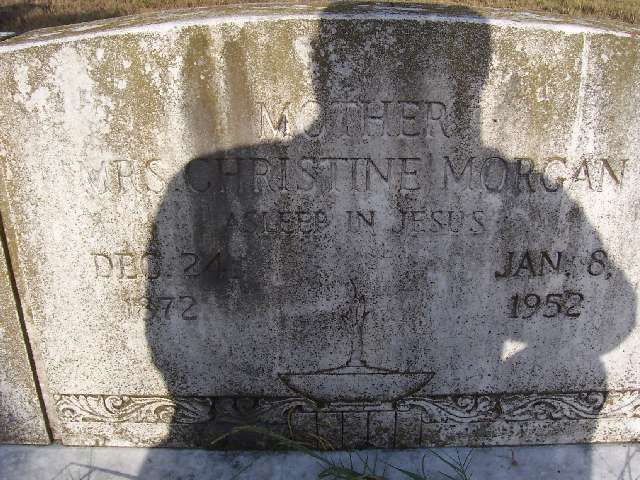 MOTHER
MRS. CHRISTINE MORGAN
ASLEEP IN JESUS
DEC. 24, JAN. 8,
1872 1952